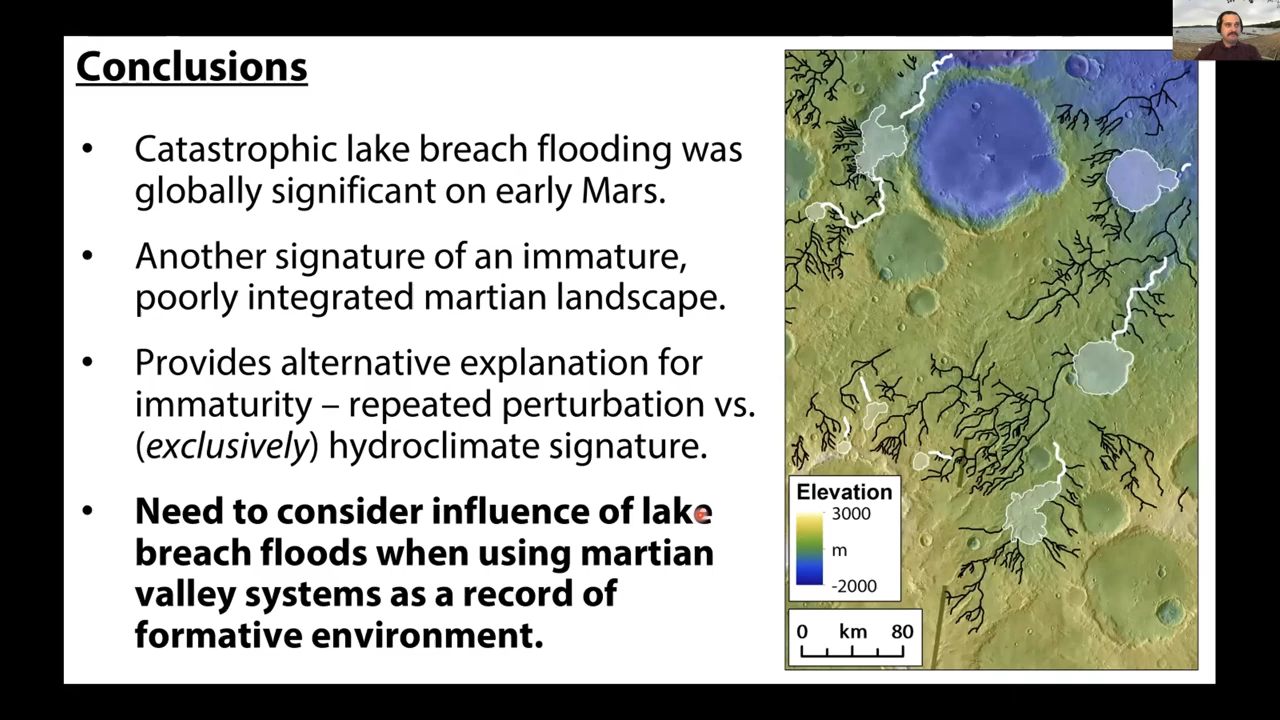 Conclusions
• Catastrophic lake breach flooding was
globally significant on early Mars.
• Another signature of an immature,
poorly integrated martian landscape.
• Provides alternative explanation for
immaturity – repeated perturbation vs.
(exclusively) hydroclimate signature.
• Need to consider influence of lake
breach floods when using martian
valley systems as a record of
formative environment.
Elevation
3000
m
-2000
0 km 80